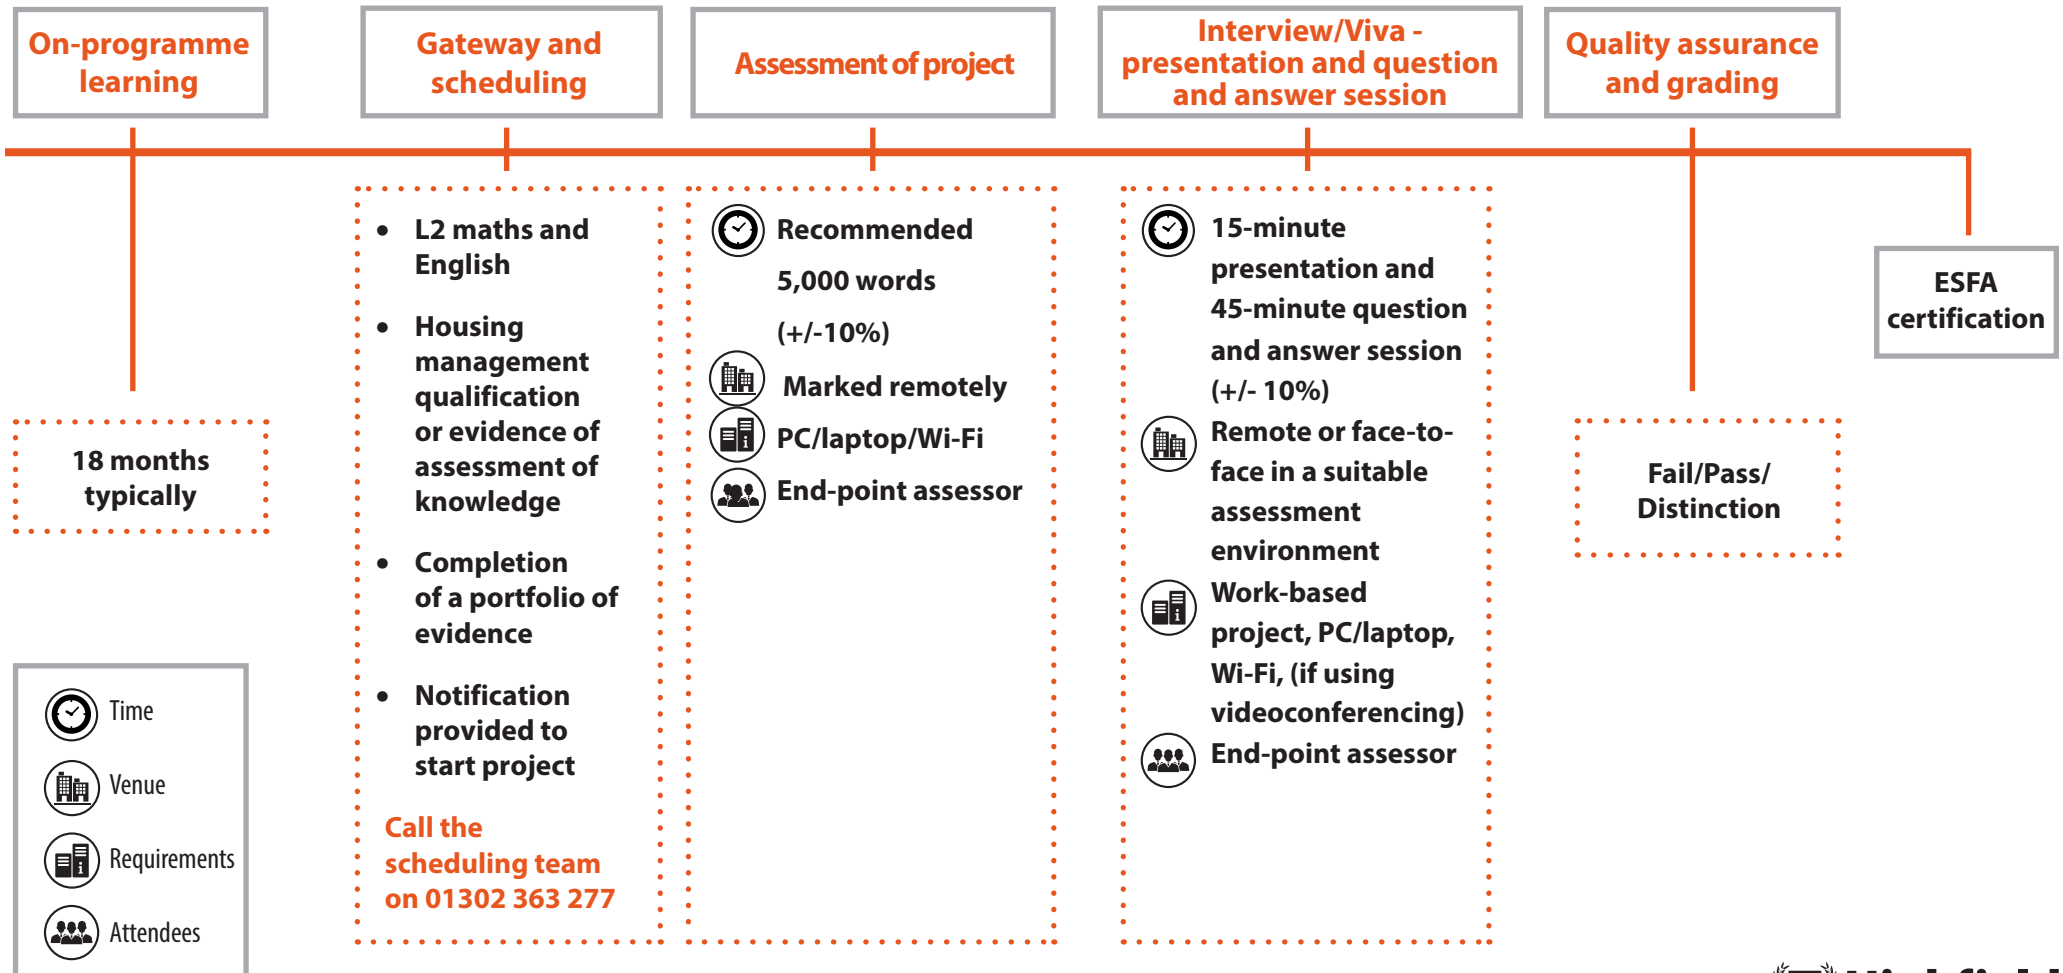 On-programme
learning
Gateway and
scheduling
Assessment of project
Interview/Viva -
presentation and question
and answer session
Quality assurance
and grading
18 months
typically
• L2 maths and
English
• Housing
management
qualification
or evidence of
assessment of
knowledge
• Completion
of a portfolio of
evidence
• Notification
provided to
start project
Call the
scheduling team
on 01302 363 277
Recommended
5,000 words
(+/-10%)
Marked remotely
PC/laptop/Wi-Fi
End-point assessor
15-minute
presentation and
45-minute question
and answer session
(+/- 10%)
Remote or face-to-
face in a suitable
assessment
environment
Work-based
project, PC/laptop,
Wi-Fi, (if using
videoconferencing)
End-point assessor
Fail/Pass/
Distinction
ESFA
certification
Time
Venue
Requirements
Attendees